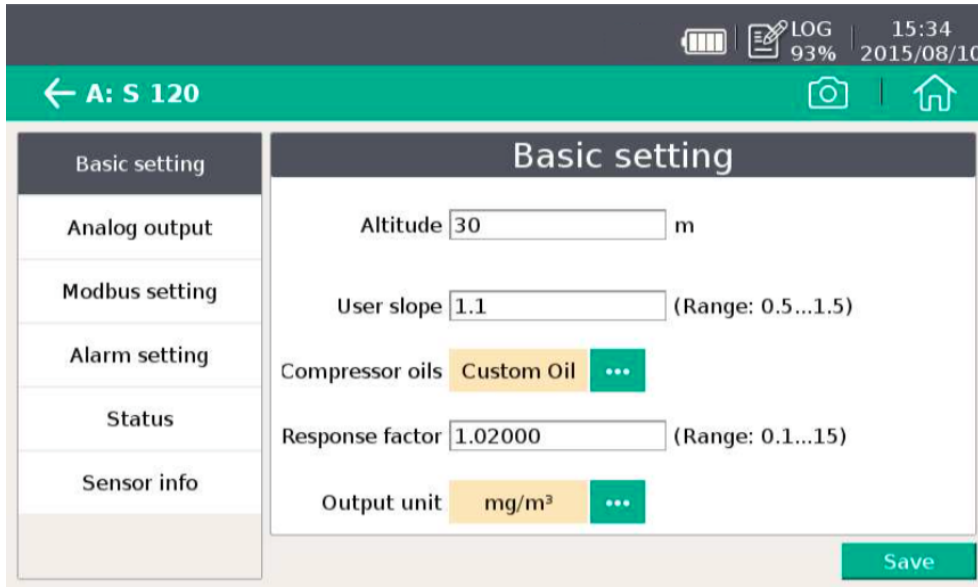 LOG 15:34
93% 2015/08/10
← A: S 120
Basic setting
Analog output
Modbus setting
Alarm setting
Status
Sensor info
Basic setting
Altitude 30 m
User slope 1.1 (Range: 0.5...1.5)
Compressor oils Custom Oil ...
Response factor 1.02000 (Range: 0.1...15)
Output unit mg/m³ ...
Save